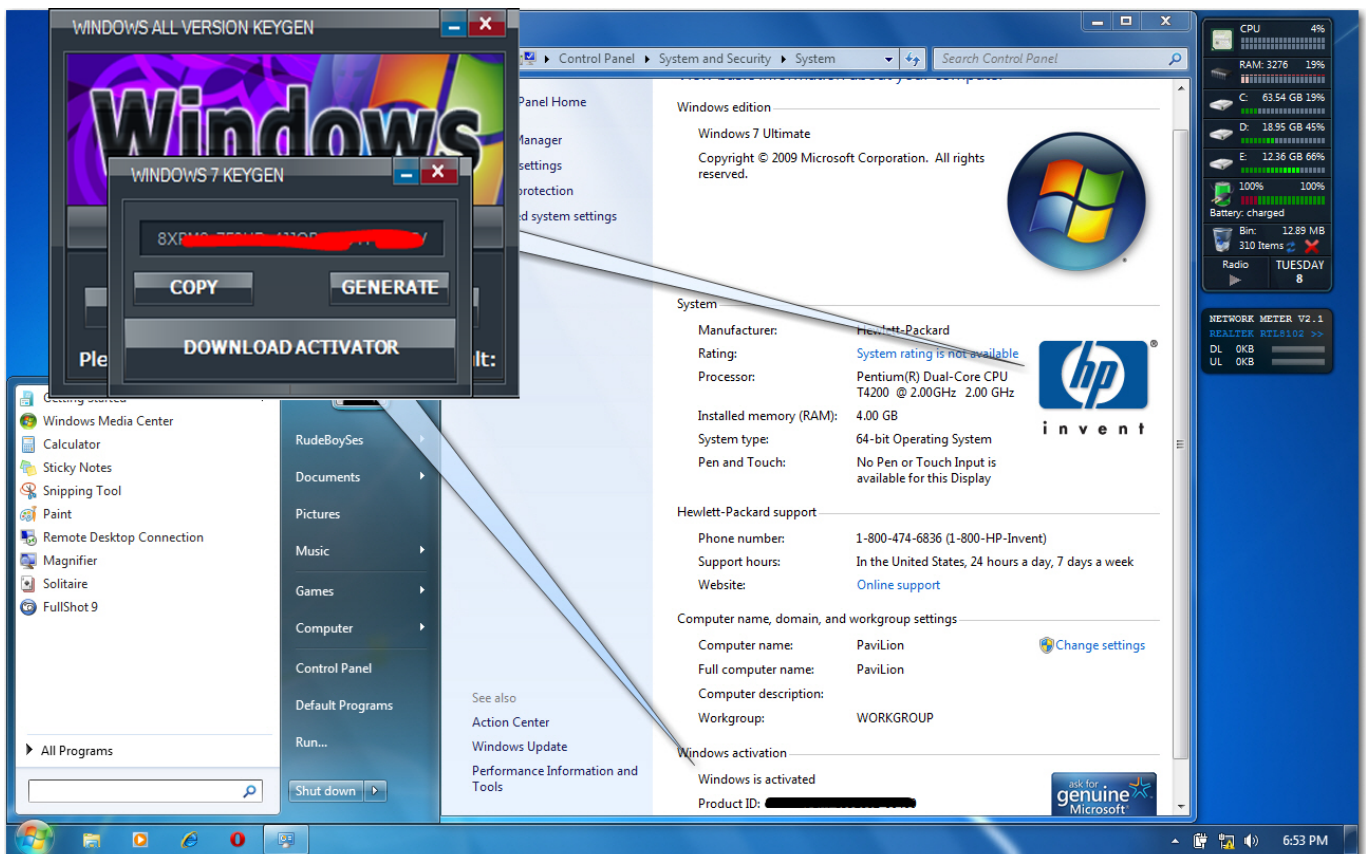 WINDOWS ALL VERSION KEYGEN
Windows
WINDOWS 7 KEYGEN
COPY
GENERATE
DOWNLOAD ACTIVATOR
Ple
lt:
Control Panel
System and Security
System
Search Control Panel
Panel Home
Manager
settings
protection
ed system settings
View basic information about your computer
Windows edition
Windows 7 Ultimate
Copyright © 2009 Microsoft Corporation. All rights
reserved.
System
Manufacturer: Hewlett-Packard
Rating: System rating is not available
Processor: Pentium(R) Dual-Core CPU
T4200 @ 2.00GHz 2.00 GHz
Installed memory (RAM): 4.00 GB
System type: 64-bit Operating System
Pen and Touch: No Pen or Touch Input is
available for this Display
hp
®
invent
Hewlett-Packard support
Phone number: 1-800-474-6836 (1-800-HP-Invent)
Support hours: In the United States, 24 hours a day, 7 days a week
Website: Online support
Computer name, domain, and workgroup settings
Computer name: PaviLion
Change settings
Full computer name: PaviLion
Computer description:
Workgroup: WORKGROUP
Windows activation
Windows is activated
Product ID:
ask for
genuine
Microsoft
See also
Action Center
Windows Update
Performance Information and
Tools
Getting Started
Windows Media Center
Calculator
Sticky Notes
Snipping Tool
Paint
Remote Desktop Connection
Magnifier
Solitaire
FullShot 9
All Programs
RudeBoySes
Documents
Pictures
Music
Games
Computer
Control Panel
Default Programs
Run...
Shut down
CPU 4%
RAM: 3276 19%
C: 63.54 GB 19%
D: 18.95 GB 45%
E: 12.36 GB 66%
100% 100%
Battery: charged
Bin: 12.89 MB
310 Items
Radio
TUESDAY
8
NETWORK METER V2.1
REALTEK RTL8102 >>
DL 0KB
UL 0KB
6:53 PM